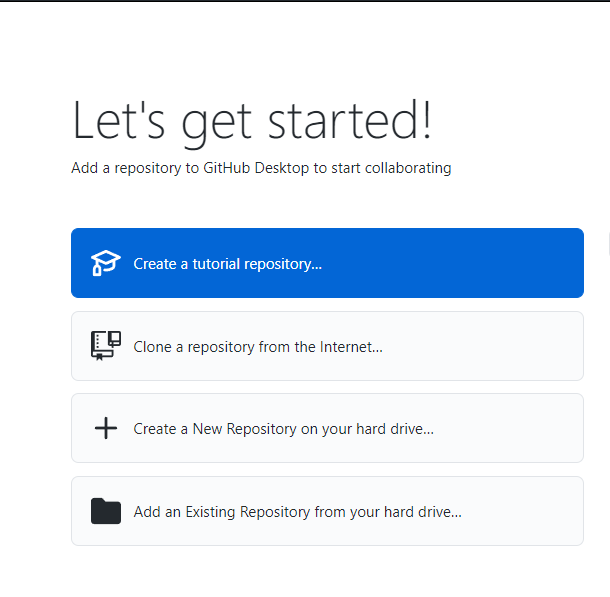 Let's get started!
Add a repository to GitHub Desktop to start collaborating
Create a tutorial repository...
Clone a repository from the Internet...
Create a New Repository on your hard drive...
Add an Existing Repository from your hard drive...